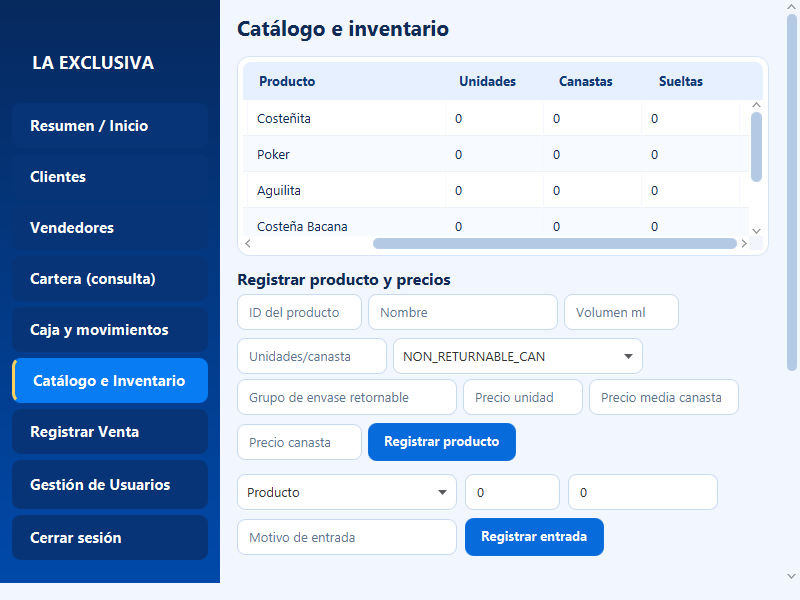 LA EXCLUSIVA
Resumen / Inicio
Clientes
Vendedores
Cartera (consulta)
Caja y movimientos
Catálogo e Inventario
Registrar Venta
Gestión de Usuarios
Cerrar sesión
Catálogo e inventario
Producto Unidades Canastas Sueltas
Costeñita 0 0 0
Poker 0 0 0
Aguilita 0 0 0
Costeña Bacana 0 0 0
Registrar producto y precios
ID del producto Nombre Volumen ml
Unidades/canasta NON_RETURNABLE_CAN
Grupo de envase retornable Precio unidad Precio media canasta
Precio canasta Registrar producto
Producto 0 0
Motivo de entrada Registrar entrada